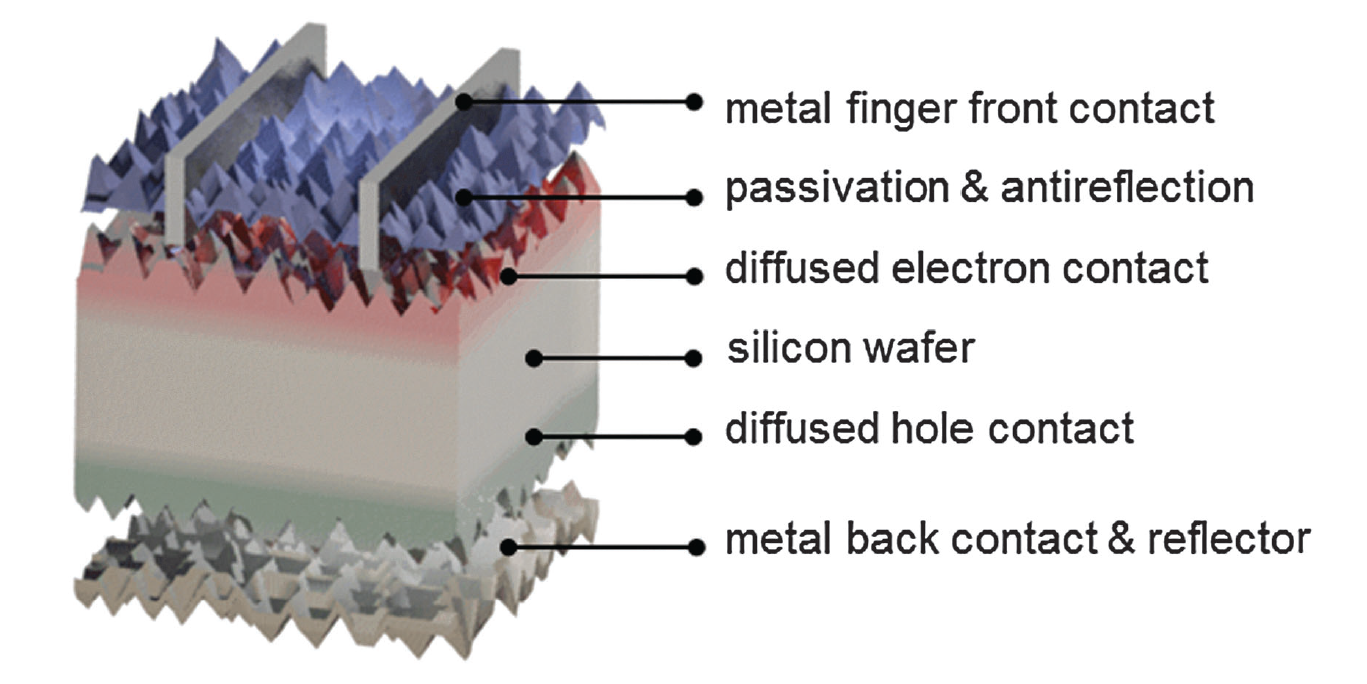 metal finger front contact
passivation & antireflection
diffused electron contact
silicon wafer
diffused hole contact
metal back contact & reflector